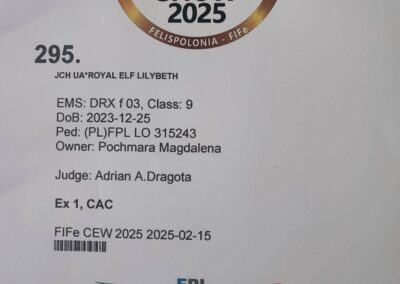 2025
FELISPOLONIA - FIFe
295.
JCH UA*ROYAL ELF LILYBETH
EMS: DRX f 03, Class: 9
DoB: 2023-12-25
Ped: (PL)FPL LO 315243
Owner: Pochmara Magdalena
Judge: Adrian A.Dragota
Ex 1, CAC
FIFe CEW 2025 2025-02-15